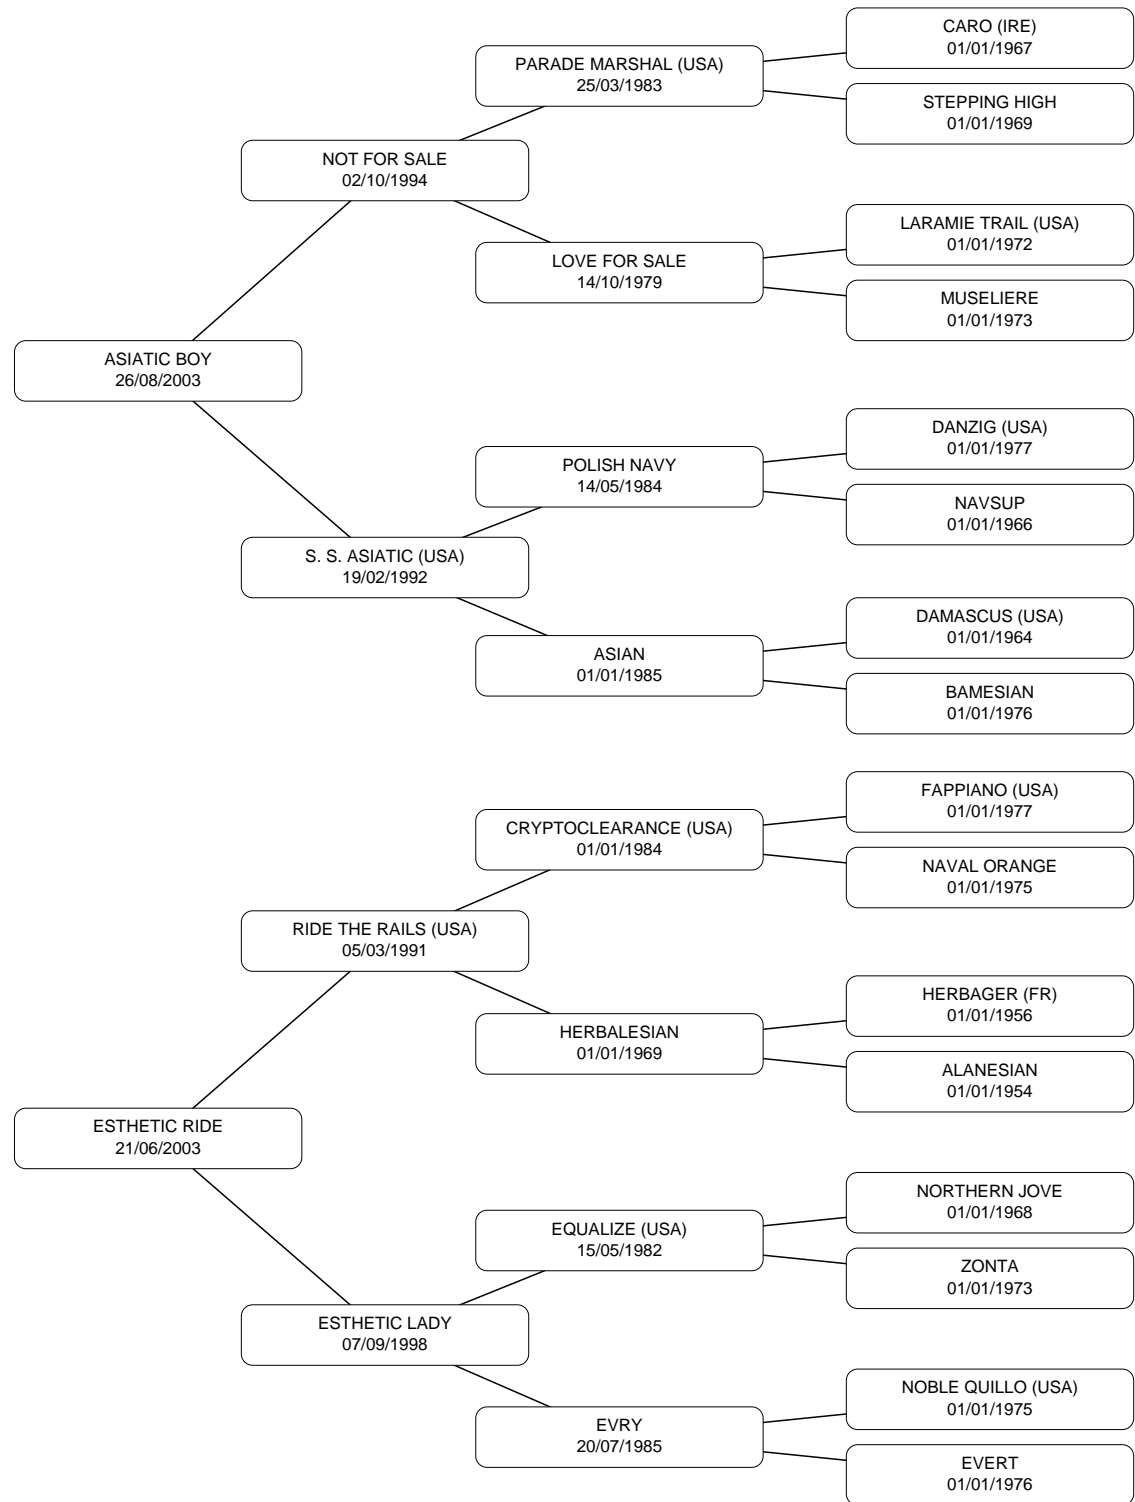 CARO (IRE)
01/01/1967
PARADE MARSHAL (USA)
25/03/1983
STEPPING HIGH
01/01/1969
NOT FOR SALE
02/10/1994
LARAMIE TRAIL (USA)
01/01/1972
LOVE FOR SALE
14/10/1979
MUSELIERE
01/01/1973
ASIATIC BOY
26/08/2003
DANZIG (USA)
01/01/1977
POLISH NAVY
14/05/1984
NAVSUP
01/01/1966
S. S. ASIATIC (USA)
19/02/1992
DAMASCUS (USA)
01/01/1964
ASIAN
01/01/1985
BAMESIAN
01/01/1976
FAPPIANO (USA)
01/01/1977
CRYPTOCLEARANCE (USA)
01/01/1984
NAVAL ORANGE
01/01/1975
RIDE THE RAILS (USA)
05/03/1991
HERBAGER (FR)
01/01/1956
HERBALESIAN
01/01/1969
ALANESIAN
01/01/1954
ESTHETIC RIDE
21/06/2003
NORTHERN JOVE
01/01/1968
EQUALIZE (USA)
15/05/1982
ZONTA
01/01/1973
ESTHETIC LADY
07/09/1998
NOBLE QUILLO (USA)
01/01/1975
EVRY
20/07/1985
EVERT
01/01/1976